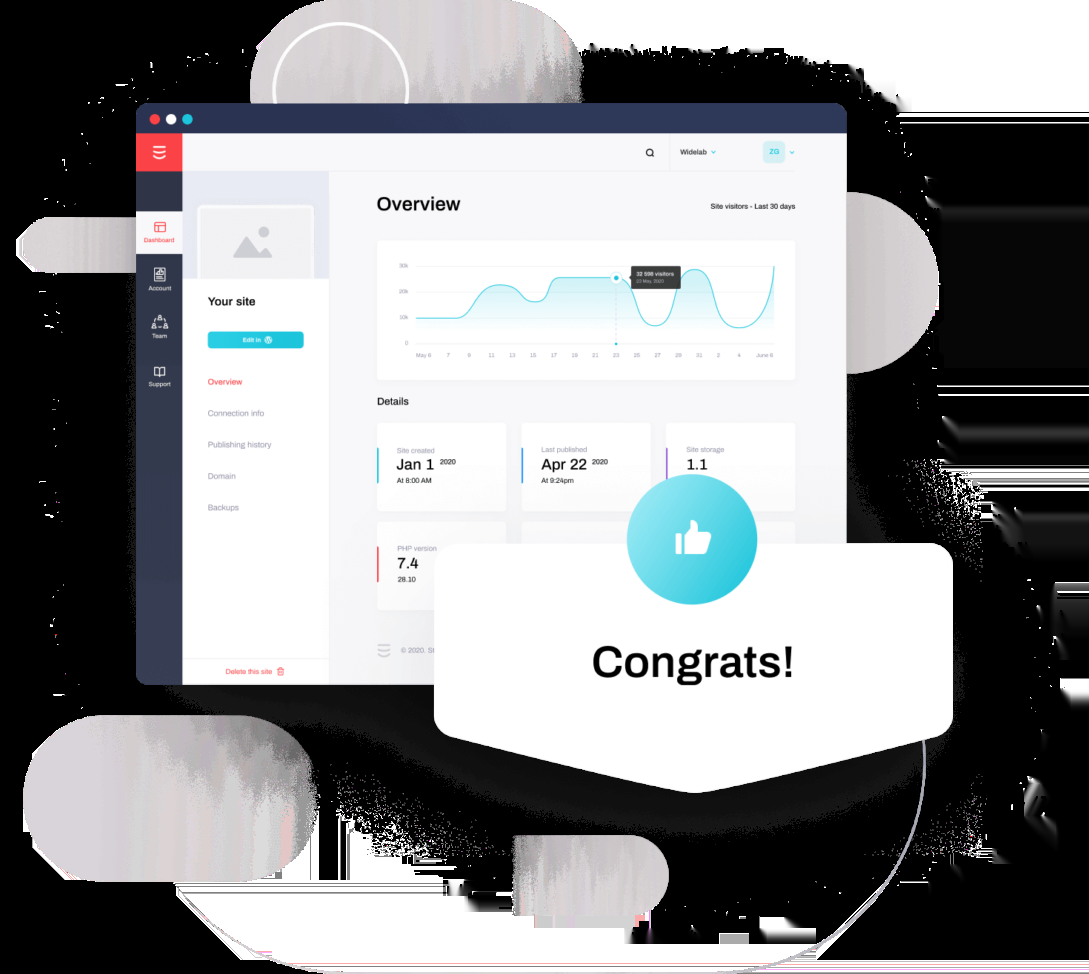 Widelab
ZG
Overview
Site visitors - Last 30 days
Dashboard
Account
Team
Support
Your site
Edit in
Overview
Connection info
Publishing history
Domain
Backups
Delete this site
30k
20k
10k
0
32 598 visitors
23 May, 2020
May 6 7 9 11 13 15 17 19 21 23 26 27 29 31 2 4 June 6
Details
Site created
Jan 1 2020
At 8:00 AM
Last published
Apr 22 2020
At 9:24pm
Site storage
1.1
PHP version
7.4
28.10
© 2020.
Congrats!